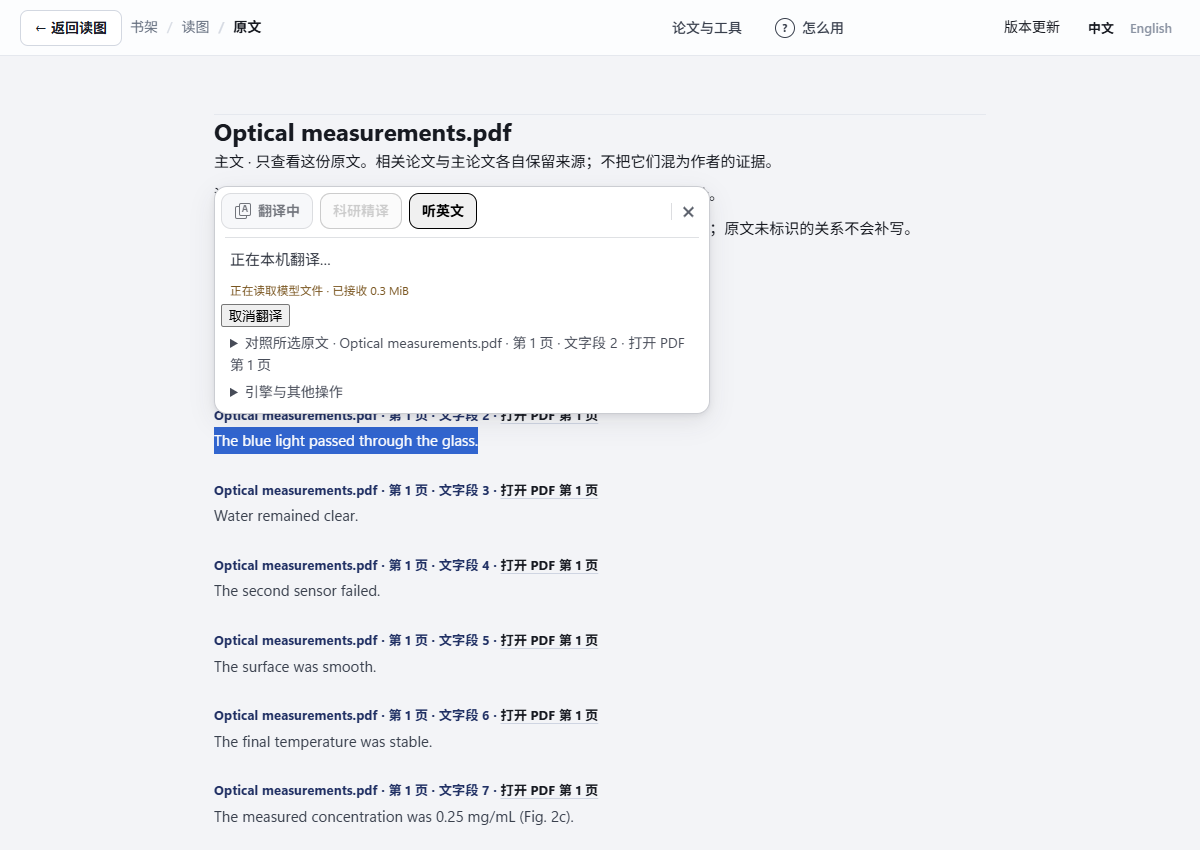 ← 返回读图 书架 / 读图 / 原文 论文与工具 ? 怎么用 版本更新 中文 English
Optical measurements.pdf
主文 · 只查看这份原文。相关论文与主论文各自保留来源；不把它们混为作者的证据。
翻译中 科研精译 听英文 ×
。
；原文未标识的关系不会补写。
正在本机翻译...
正在读取模型文件 · 已接收 0.3 MiB
取消翻译
▶ 对照所选原文 · Optical measurements.pdf · 第 1 页 · 文字段 2 · 打开 PDF
第 1 页
▶ 引擎与其他操作
Optical measurements.pdf · 第 1 页 · 文字段 2 · 打开 PDF 第 1 页
The blue light passed through the glass.
Optical measurements.pdf · 第 1 页 · 文字段 3 · 打开 PDF 第 1 页
Water remained clear.
Optical measurements.pdf · 第 1 页 · 文字段 4 · 打开 PDF 第 1 页
The second sensor failed.
Optical measurements.pdf · 第 1 页 · 文字段 5 · 打开 PDF 第 1 页
The surface was smooth.
Optical measurements.pdf · 第 1 页 · 文字段 6 · 打开 PDF 第 1 页
The final temperature was stable.
Optical measurements.pdf · 第 1 页 · 文字段 7 · 打开 PDF 第 1 页
The measured concentration was 0.25 mg/mL (Fig. 2c).